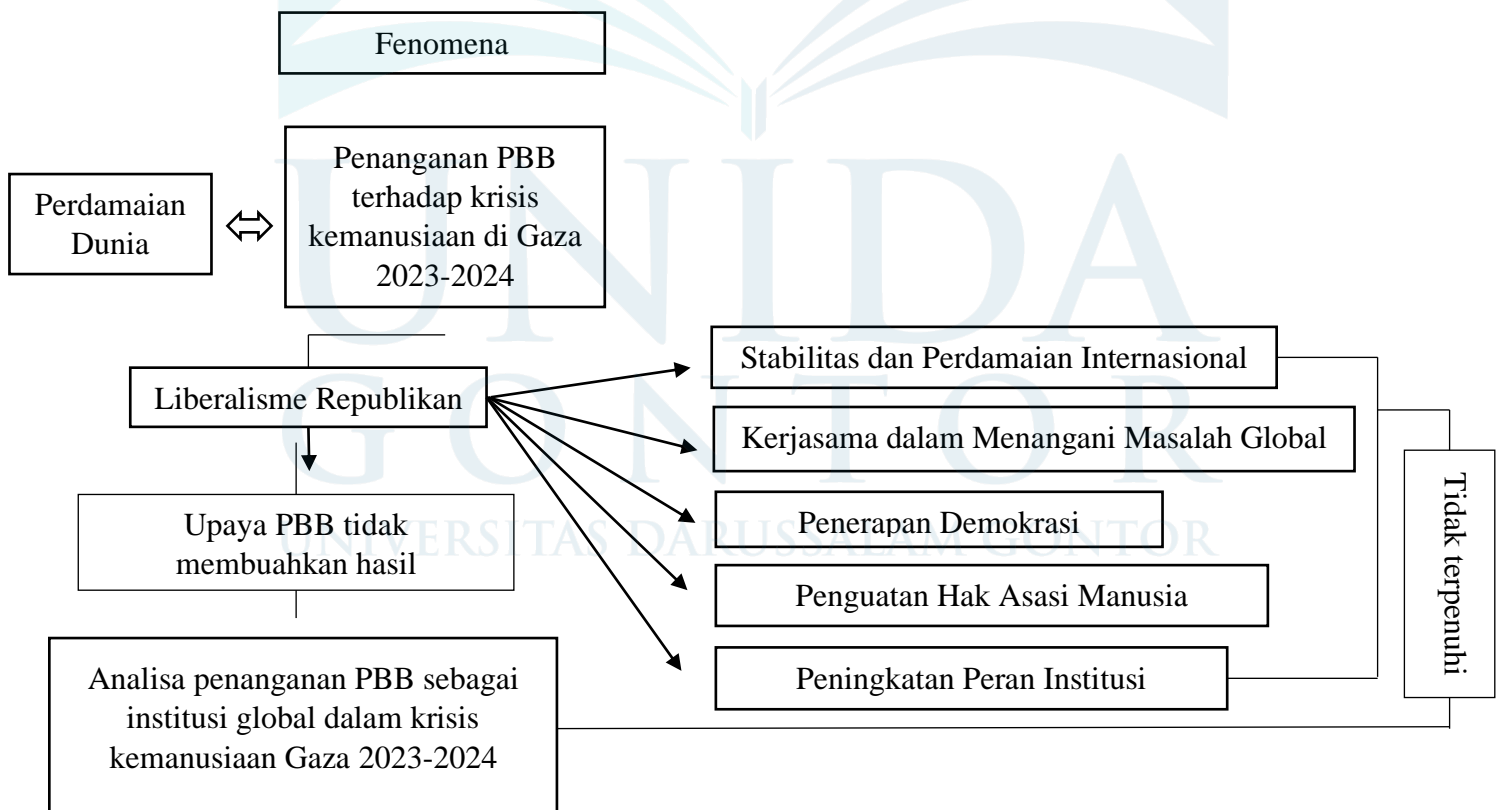 Fenomena
Perdamaian
Dunia
Penanganan PBB
terhadap krisis
kemanusiaan di Gaza
2023-2024
Liberalisme Republikan
Stabilitas dan Perdamaian Internasional
Kerjasama dalam Menangani Masalah Global
Penerapan Demokrasi
Penguatan Hak Asasi Manusia
Peningkatan Peran Institusi
Tidak terpenuhi
Upaya PBB tidak
membuahkan hasil
Analisa penanganan PBB sebagai
institusi global dalam krisis
kemanusiaan Gaza 2023-2024
UNIDA
GONTOR
UNIVERSITAS DARUSSALAM GONTOR